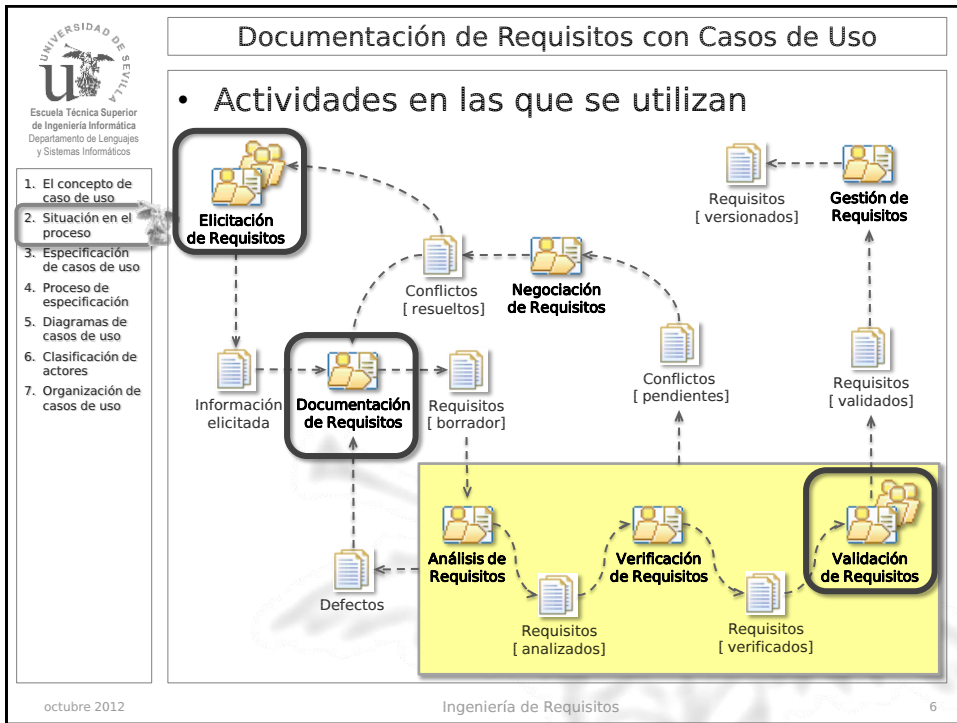 UNIVERSIDAD DE SEVILLA
Escuela Técnica Superior
de Ingeniería Informática
Departamento de Lenguajes
y Sistemas Informáticos
1. El concepto de
caso de uso
2. Situación en el
proceso
3. Especificación
de casos de uso
4. Proceso de
especificación
5. Diagramas de
casos de uso
6. Clasificación de
actores
7. Organización de
casos de uso
Documentación de Requisitos con Casos de Uso
• Actividades en las que se utilizan
Elicitación
de Requisitos
Requisitos
[ versionados]
Gestión de
Requisitos
Conflictos
[ resueltos]
Negociación
de Requisitos
Información
elicitada
Documentación
de Requisitos
Requisitos
[ borrador]
Conflictos
[ pendientes]
Requisitos
[ validados]
Defectos
Análisis de
Requisitos
Verificación
de Requisitos
Validación
de Requisitos
Requisitos
[ analizados]
Requisitos
[ verificados]
octubre 2012
Ingeniería de Requisitos
6